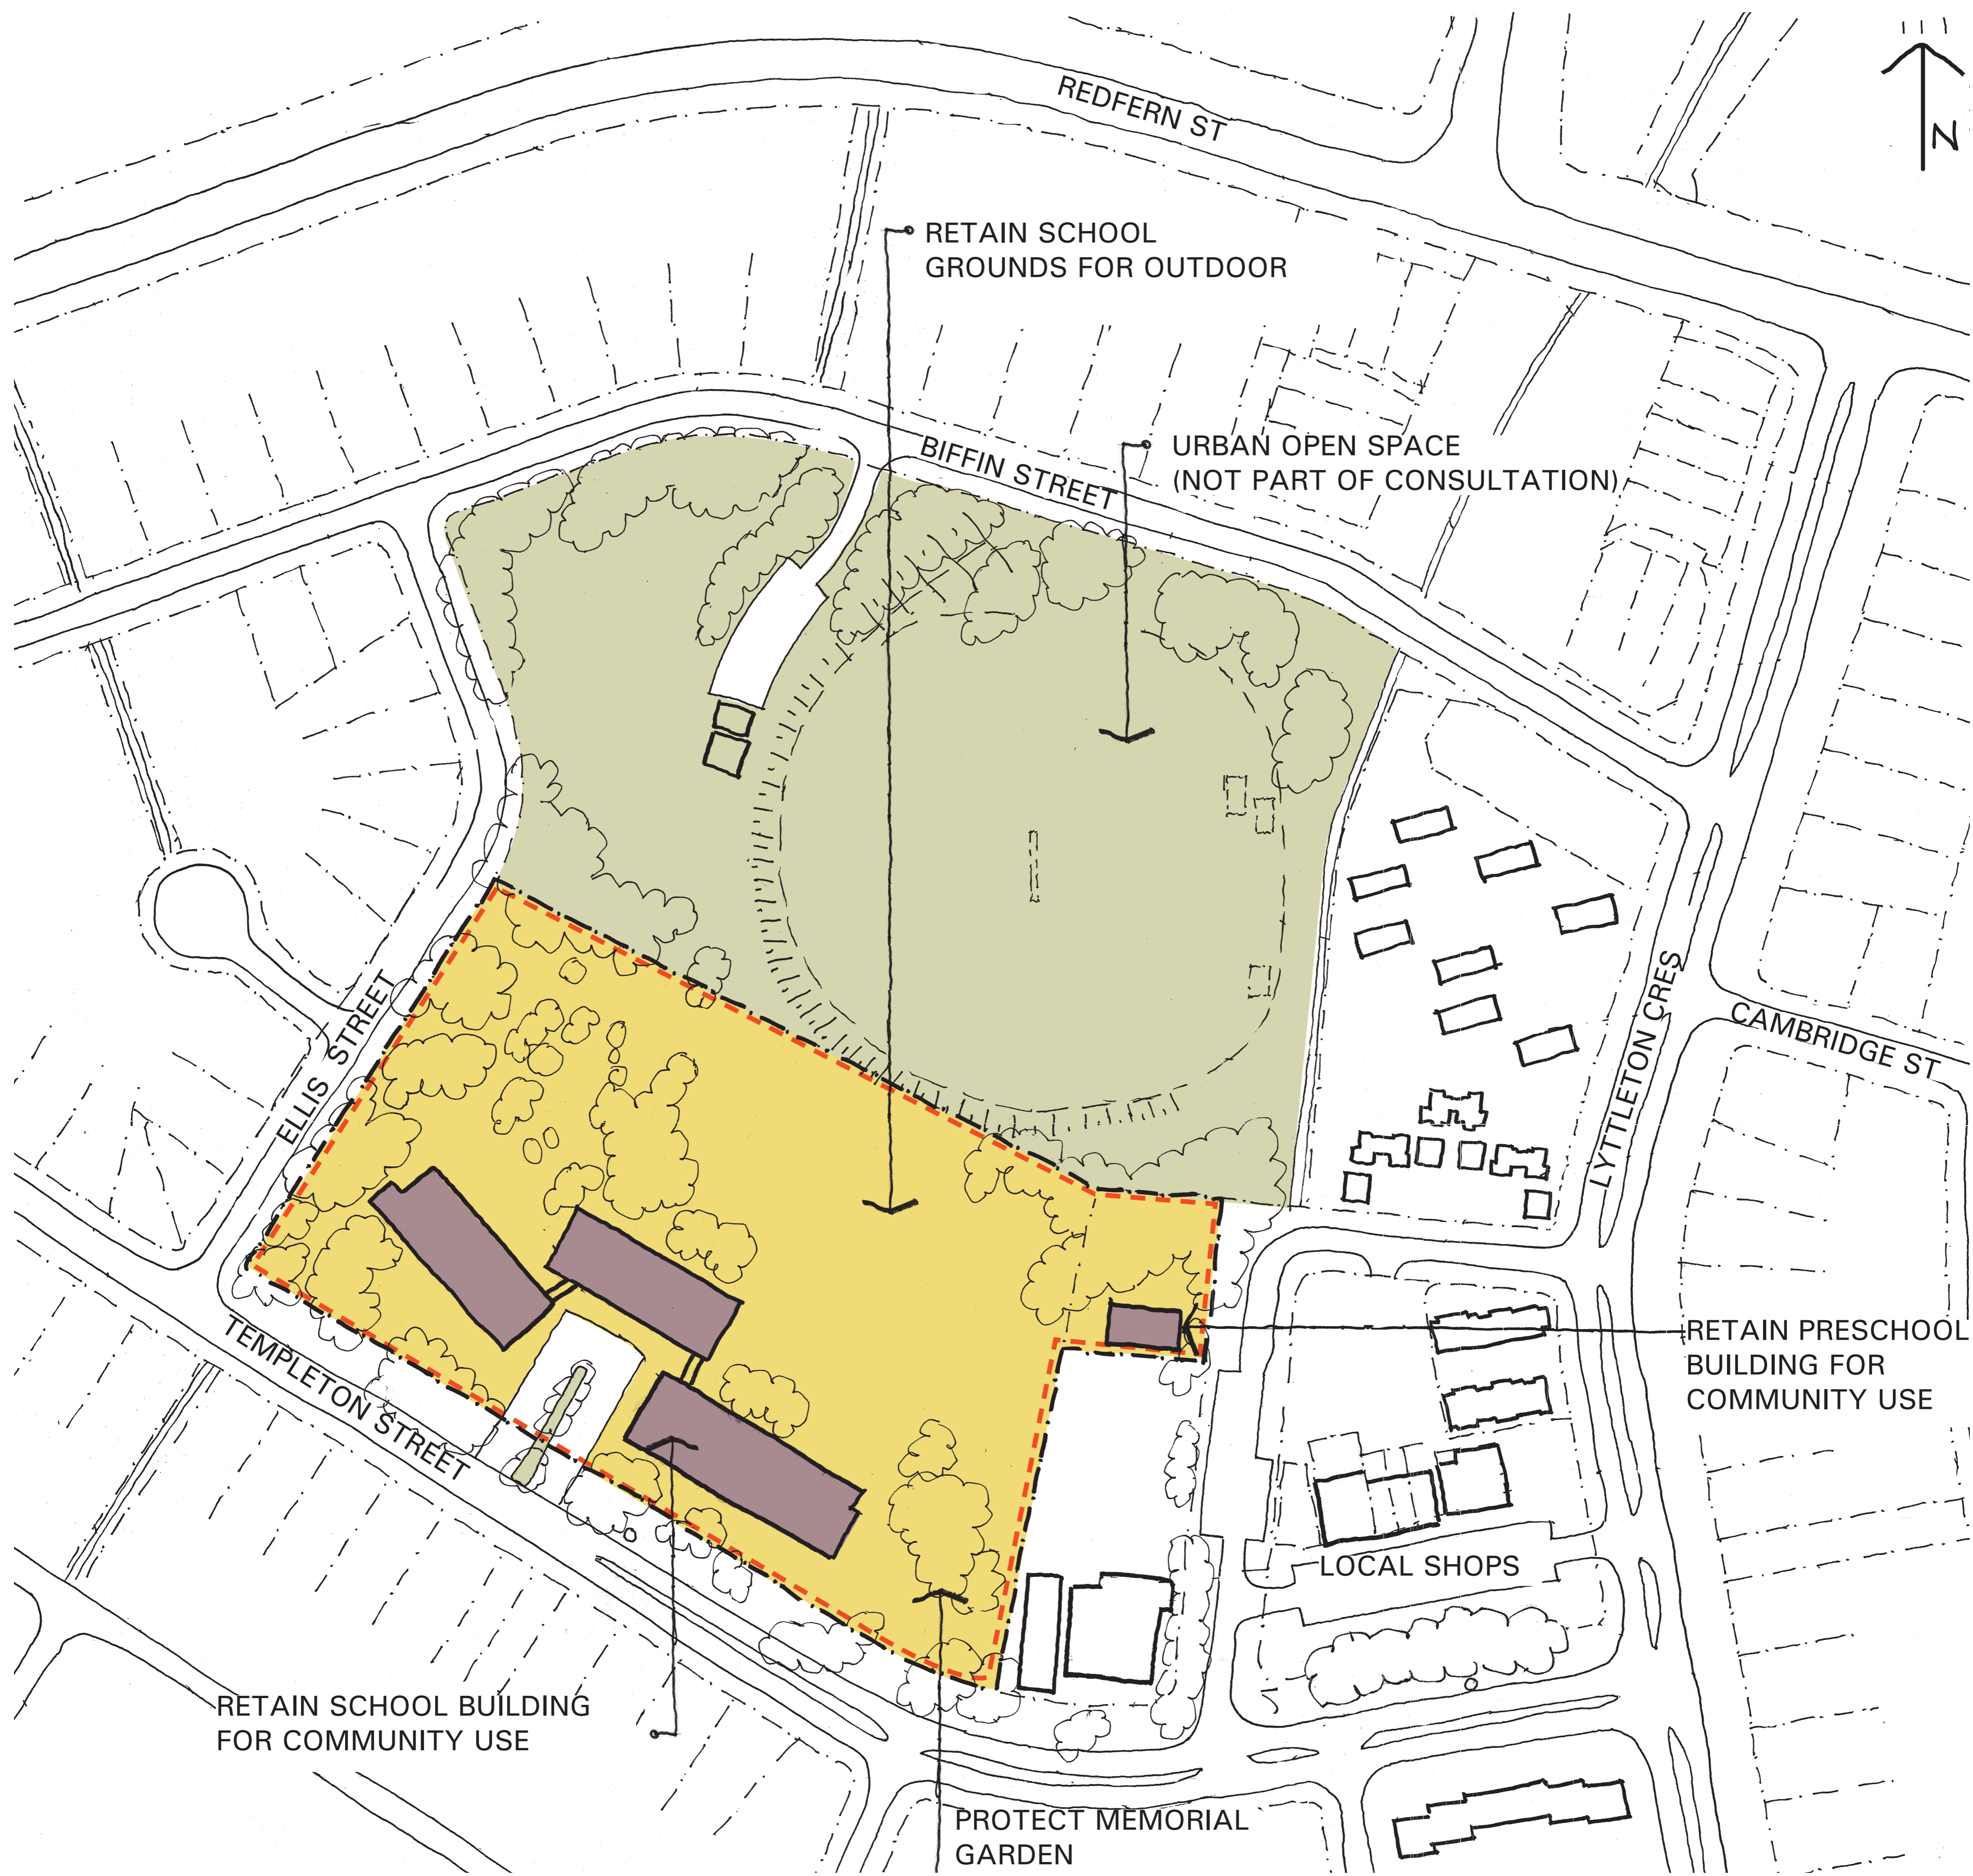 REDFERN ST
N
RETAIN SCHOOL
GROUNDS FOR OUTDOOR
BIFFIN STREET
URBAN OPEN SPACE
(NOT PART OF CONSULTATION)
ELLIS STREET
LYTTLETON CRES
CAMBRIDGE ST
TEMPLETON STREET
RETAIN PRESCHOOL
BUILDING FOR
COMMUNITY USE
LOCAL SHOPS
RETAIN SCHOOL BUILDING
FOR COMMUNITY USE
PROTECT MEMORIAL
GARDEN